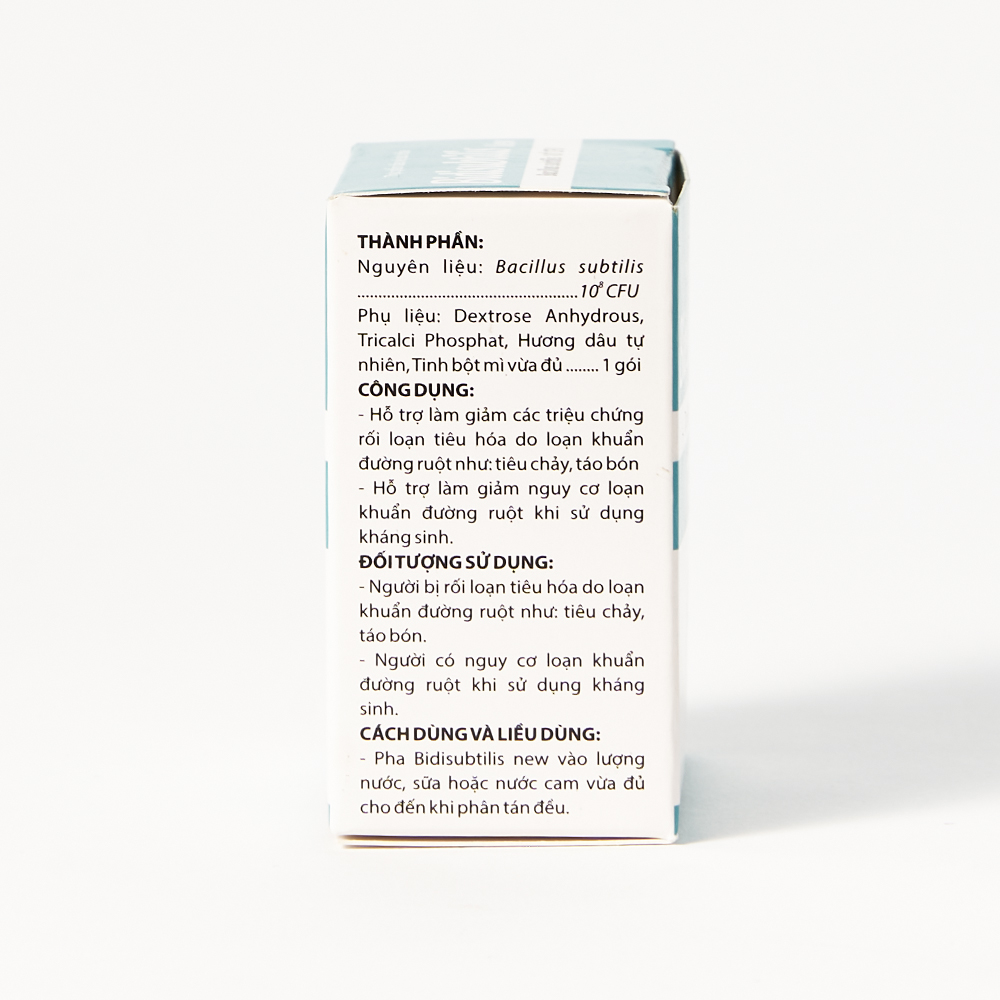 THÀNH PHẦN:
Nguyên liệu: Bacillus subtilis
.....................................................10⁸ CFU
Phụ liệu: Dextrose Anhydrous,
Tricalci Phosphat, Hương dâu tự
nhiên, Tinh bột mì vừa đủ ........ 1 gói
CÔNG DỤNG:
- Hỗ trợ làm giảm các triệu chứng
rối loạn tiêu hóa do loạn khuẩn
đường ruột như: tiêu chảy, táo bón
- Hỗ trợ làm giảm nguy cơ loạn
khuẩn đường ruột khi sử dụng
kháng sinh.
ĐỐI TƯỢNG SỬ DỤNG:
- Người bị rối loạn tiêu hóa do loạn
khuẩn đường ruột như: tiêu chảy,
táo bón.
- Người có nguy cơ loạn khuẩn
đường ruột khi sử dụng kháng
sinh.
CÁCH DÙNG VÀ LIỀU DÙNG:
- Pha Bidisubtilis new vào lượng
nước, sữa hoặc nước cam vừa đủ
cho đến khi phân tán đều.